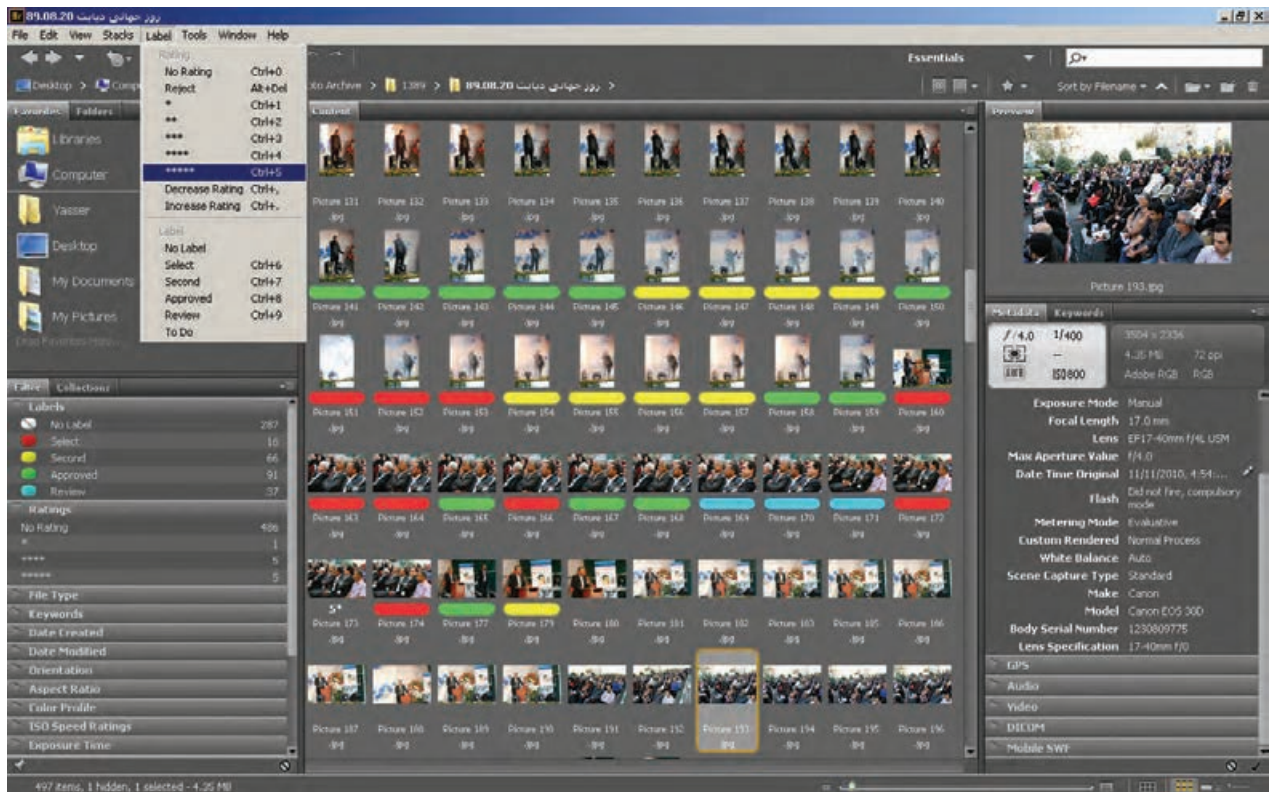 روز جهانی دیابت 89.08.20
File Edit View Stacks Label Tools Window Help
Rating
No Rating Ctrl+0
Reject Alt+Del
* Ctrl+1
** Ctrl+2
*** Ctrl+3
**** Ctrl+4
***** Ctrl+5
Decrease Rating Ctrl+,
Increase Rating Ctrl+.
Label
No Label
Select Ctrl+6
Second Ctrl+7
Approved Ctrl+8
Review Ctrl+9
To Do
Essentials
Desktop > Comp
Archive > 1389 > روز جهانی دیابت 89.08.20 >
Sort by Filename
Favorites Folders
Libraries
Computer
Yasser
Desktop
My Documents
My Pictures
Drag Favorites Here...
Filter Collections
Labels
No Label 287
Select 16
Second 66
Approved 91
Review 37
Ratings
No Rating 486
* 1
**** 5
***** 5
File Type
Keywords
Date Created
Date Modified
Orientation
Aspect Ratio
Color Profile
ISO Speed Ratings
Exposure Time
497 items, 1 hidden, 1 selected - 4.35 MB
Content
Picture 131 .jpg Picture 132 .jpg Picture 133 .jpg Picture 134 .jpg Picture 135 .jpg Picture 136 .jpg Picture 137 .jpg Picture 138 .jpg Picture 139 .jpg Picture 140 .jpg
Picture 141 .jpg Picture 142 .jpg Picture 143 .jpg Picture 144 .jpg Picture 145 .jpg Picture 146 .jpg Picture 147 .jpg Picture 148 .jpg Picture 149 .jpg Picture 150 .jpg
Picture 151 .jpg Picture 152 .jpg Picture 153 .jpg Picture 154 .jpg Picture 155 .jpg Picture 156 .jpg Picture 157 .jpg Picture 158 .jpg Picture 159 .jpg Picture 160 .jpg
Picture 163 .jpg Picture 164 .jpg Picture 165 .jpg Picture 166 .jpg Picture 167 .jpg Picture 168 .jpg Picture 169 .jpg Picture 170 .jpg Picture 171 .jpg Picture 172 .jpg
5*
Picture 173 .jpg Picture 174 .jpg Picture 177 .jpg Picture 179 .jpg Picture 180 .jpg Picture 181 .jpg Picture 182 .jpg Picture 183 .jpg Picture 185 .jpg Picture 186 .jpg
Picture 187 .jpg Picture 188 .jpg Picture 189 .jpg Picture 190 .jpg Picture 191 .jpg Picture 192 .jpg Picture 193 .jpg Picture 194 .jpg Picture 195 .jpg Picture 196 .jpg
Preview
Picture 193.jpg
Metadata Keywords
f/4.0 1/400 3504 x 2336
-- 4.35 MB 72 ppi
AWB ISO800 Adobe RGB RGB
Exposure Mode Manual
Focal Length 17.0 mm
Lens EF17-40mm f/4L USM
Max Aperture Value f/4.0
Date Time Original 11/11/2010, 4:54:...
Flash Did not fire, compulsory mode
Metering Mode Evaluative
Custom Rendered Normal Process
White Balance Auto
Scene Capture Type Standard
Make Canon
Model Canon EOS 30D
Body Serial Number 1230809775
Lens Specification 17-40mm f/0
GPS
Audio
Video
DICOM
Mobile SWF